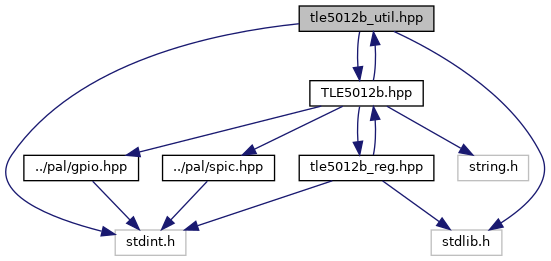 tle5012b_util.hpp
TLE5012b.hpp
../pal/gpio.hpp
../pal/spic.hpp
tle5012b_reg.hpp
string.h
stdint.h
stdlib.h